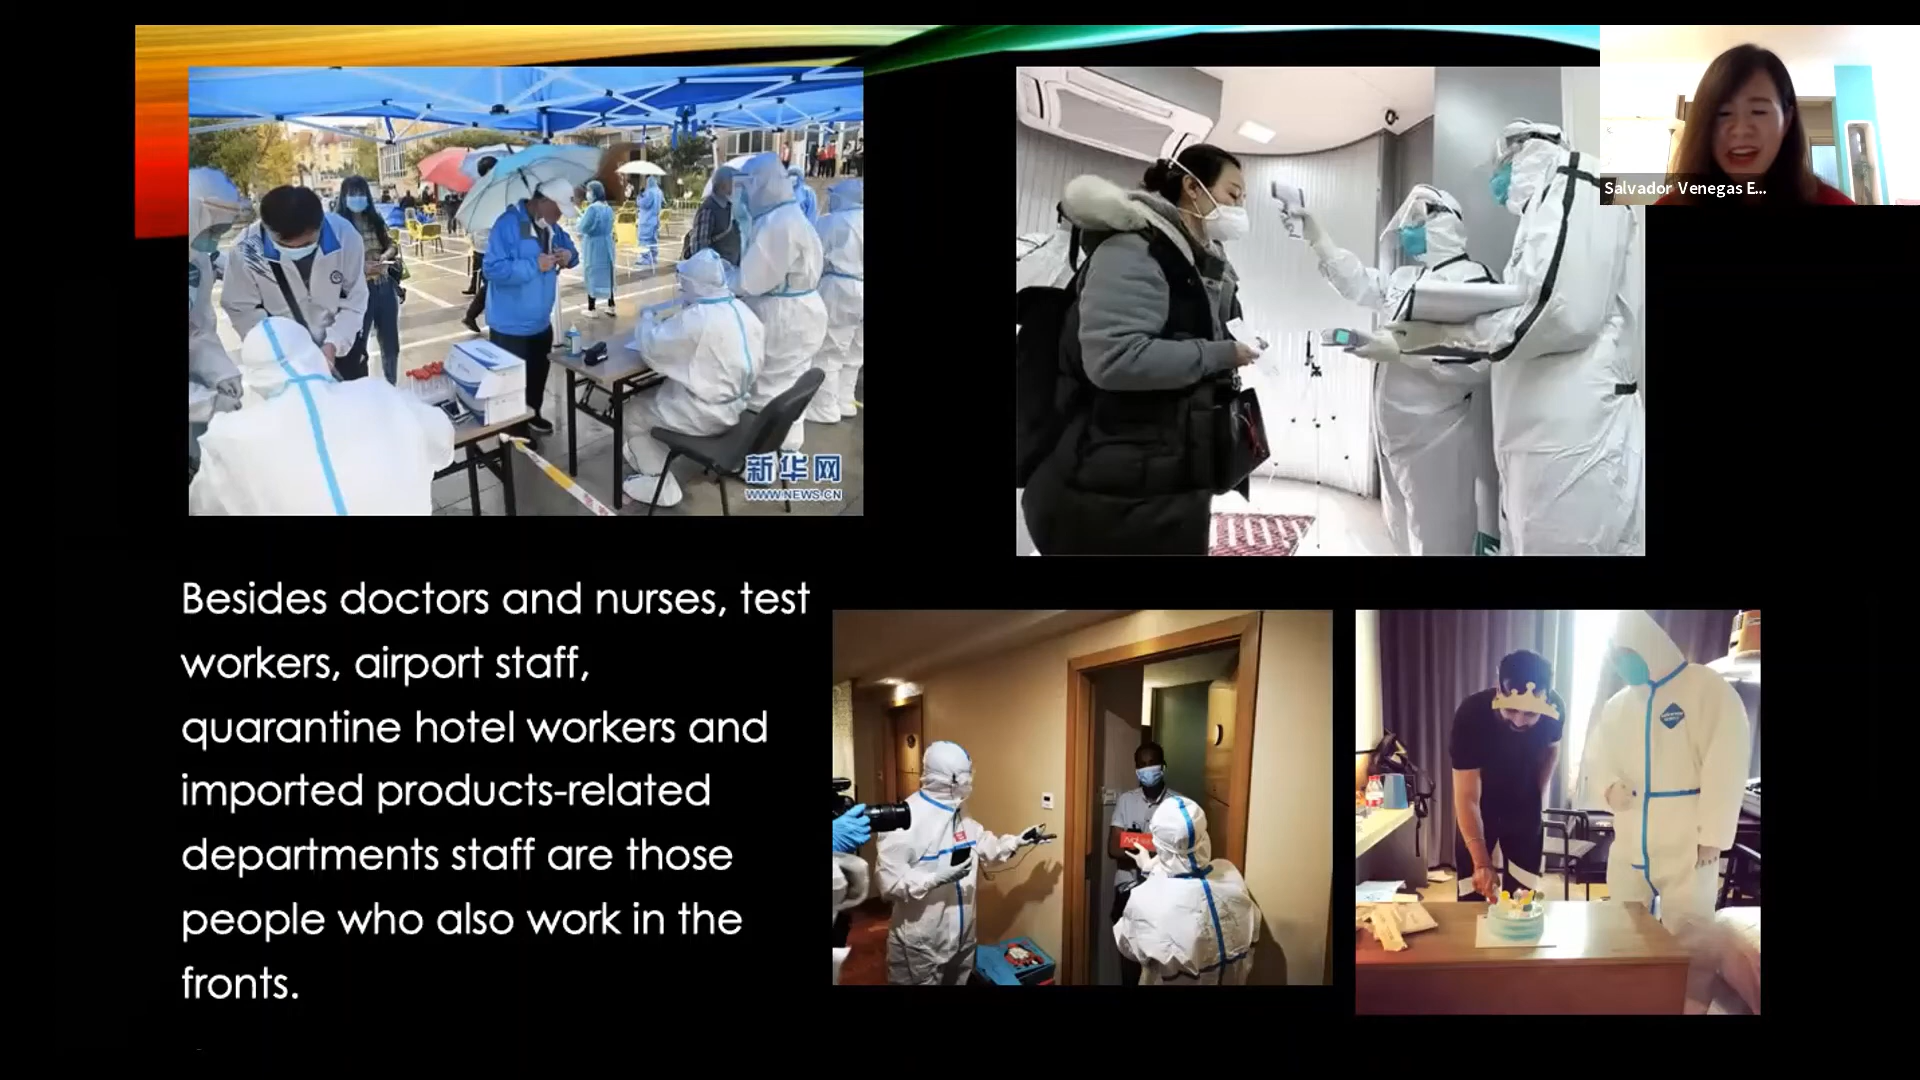 Salvador Venegas E...
新华网
WWW.NEWS.CN
Besides doctors and nurses, test
workers, airport staff,
quarantine hotel workers and
imported products-related
departments staff are those
people who also work in the
fronts.